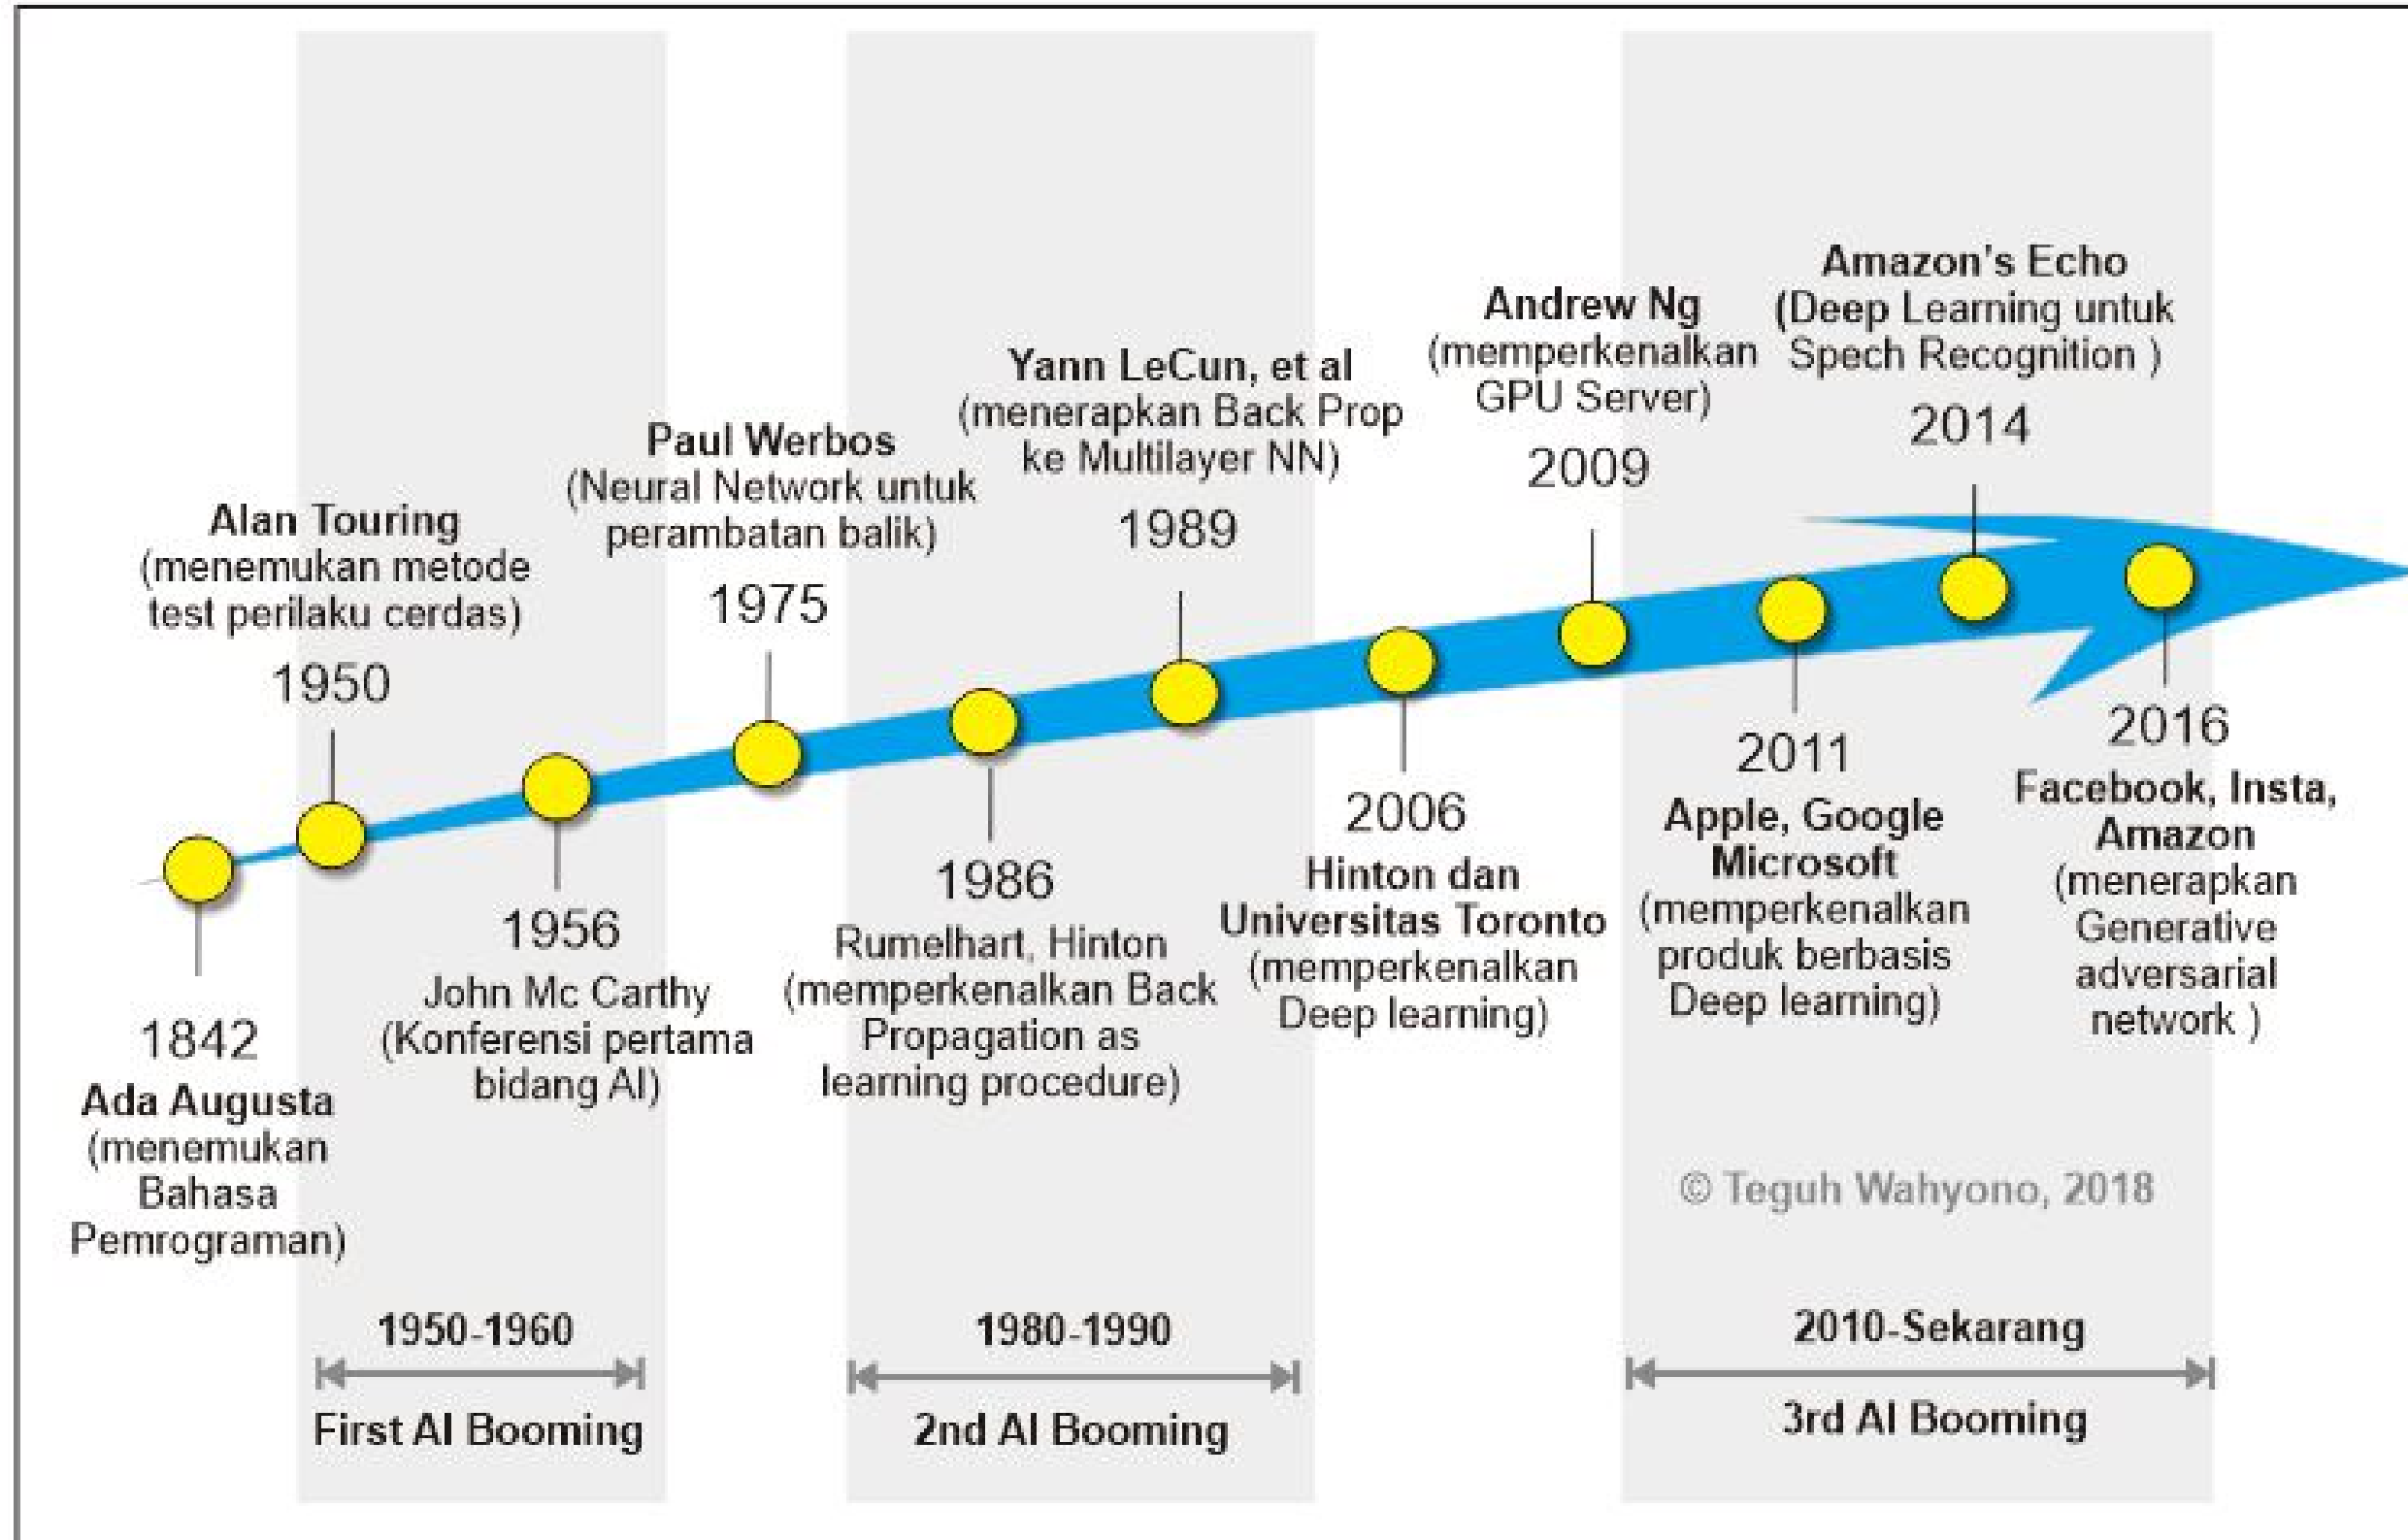 Alan Touring
(menemukan metode
test perilaku cerdas)
1950
Paul Werbos
(Neural Network untuk
perambatan balik)
1975
Yann LeCun, et al
(menerapkan Back Prop
ke Multilayer NN)
1989
Andrew Ng
(memperkenalkan
GPU Server)
2009
Amazon's Echo
(Deep Learning untuk
Spech Recognition )
2014
1842
Ada Augusta
(menemukan
Bahasa
Pemrograman)
1956
John Mc Carthy
(Konferensi pertama
bidang AI)
1986
Rumelhart, Hinton
(memperkenalkan Back
Propagation as
learning procedure)
2006
Hinton dan
Universitas Toronto
(memperkenalkan
Deep learning)
2011
Apple, Google
Microsoft
(memperkenalkan
produk berbasis
Deep learning)
2016
Facebook, Insta,
Amazon
(menerapkan
Generative
adversarial
network )
© Teguh Wahyono, 2018
1950-1960
First AI Booming
1980-1990
2nd AI Booming
2010-Sekarang
3rd AI Booming